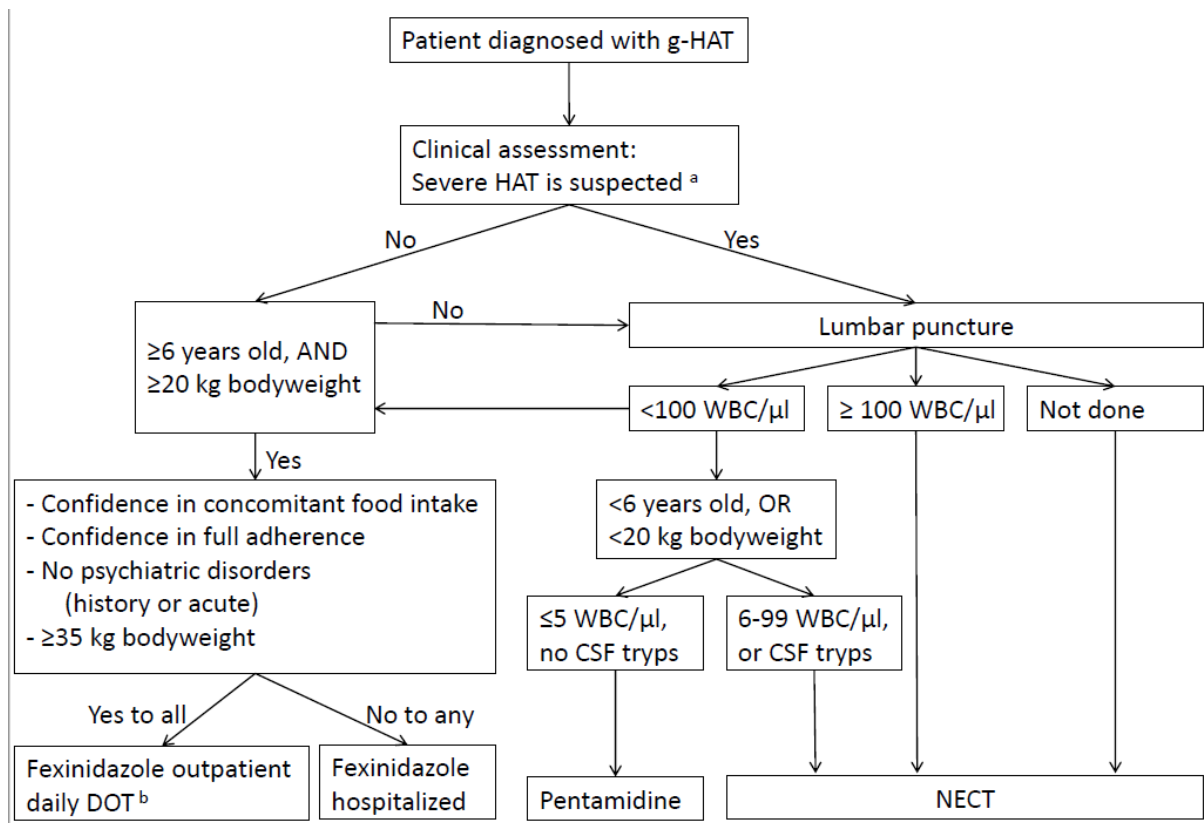 Patient diagnosed with g-HAT
Clinical assessment:
Severe HAT is suspected ᵃ
No
Yes
≥6 years old, AND
≥20 kg bodyweight
No
Lumbar puncture
<100 WBC/µl
≥ 100 WBC/µl
Not done
Yes
- Confidence in concomitant food intake
- Confidence in full adherence
- No psychiatric disorders
(history or acute)
- ≥35 kg bodyweight
<6 years old, OR
<20 kg bodyweight
≤5 WBC/µl,
no CSF tryps
6-99 WBC/µl,
or CSF tryps
Yes to all
No to any
Fexinidazole outpatient
daily DOT ᵇ
Fexinidazole
hospitalized
Pentamidine
NECT